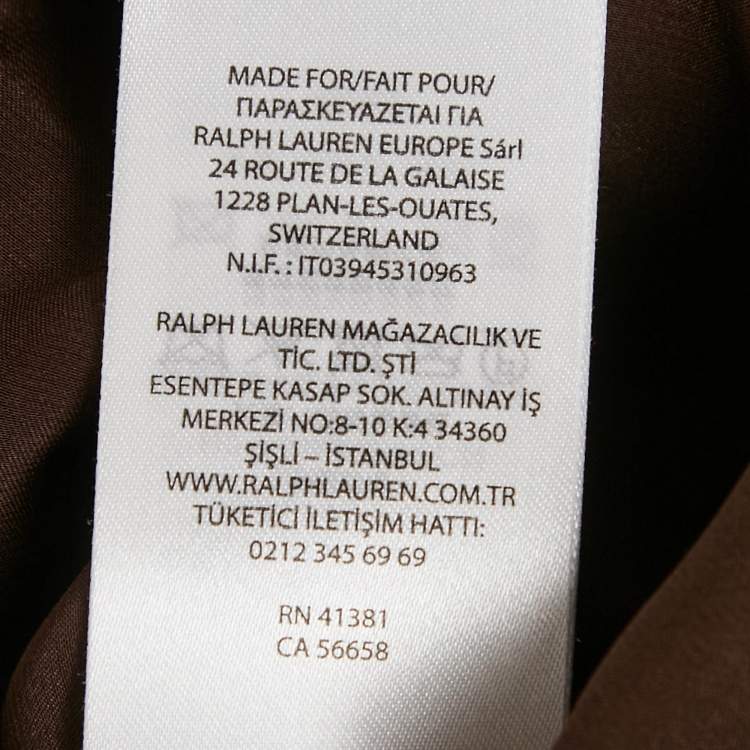 MADE FOR/FAIT POUR/
ΠΑΡΑΣΚΕΥΑΖΕΤΑΙ ΓΙΑ
RALPH LAUREN EUROPE Sárl
24 ROUTE DE LA GALAISE
1228 PLAN-LES-OUATES,
SWITZERLAND
N.I.F. : IT03945310963
RALPH LAUREN MAĞAZACILIK VE
TİC. LTD. ŞTİ
ESENTEPE KASAP SOK. ALTINAY İŞ
MERKEZİ NO:8-10 K:4 34360
ŞİŞLİ – İSTANBUL
WWW.RALPHLAUREN.COM.TR
TÜKETİCİ İLETİŞİM HATTI:
0212 345 69 69
RN 41381
CA 56658